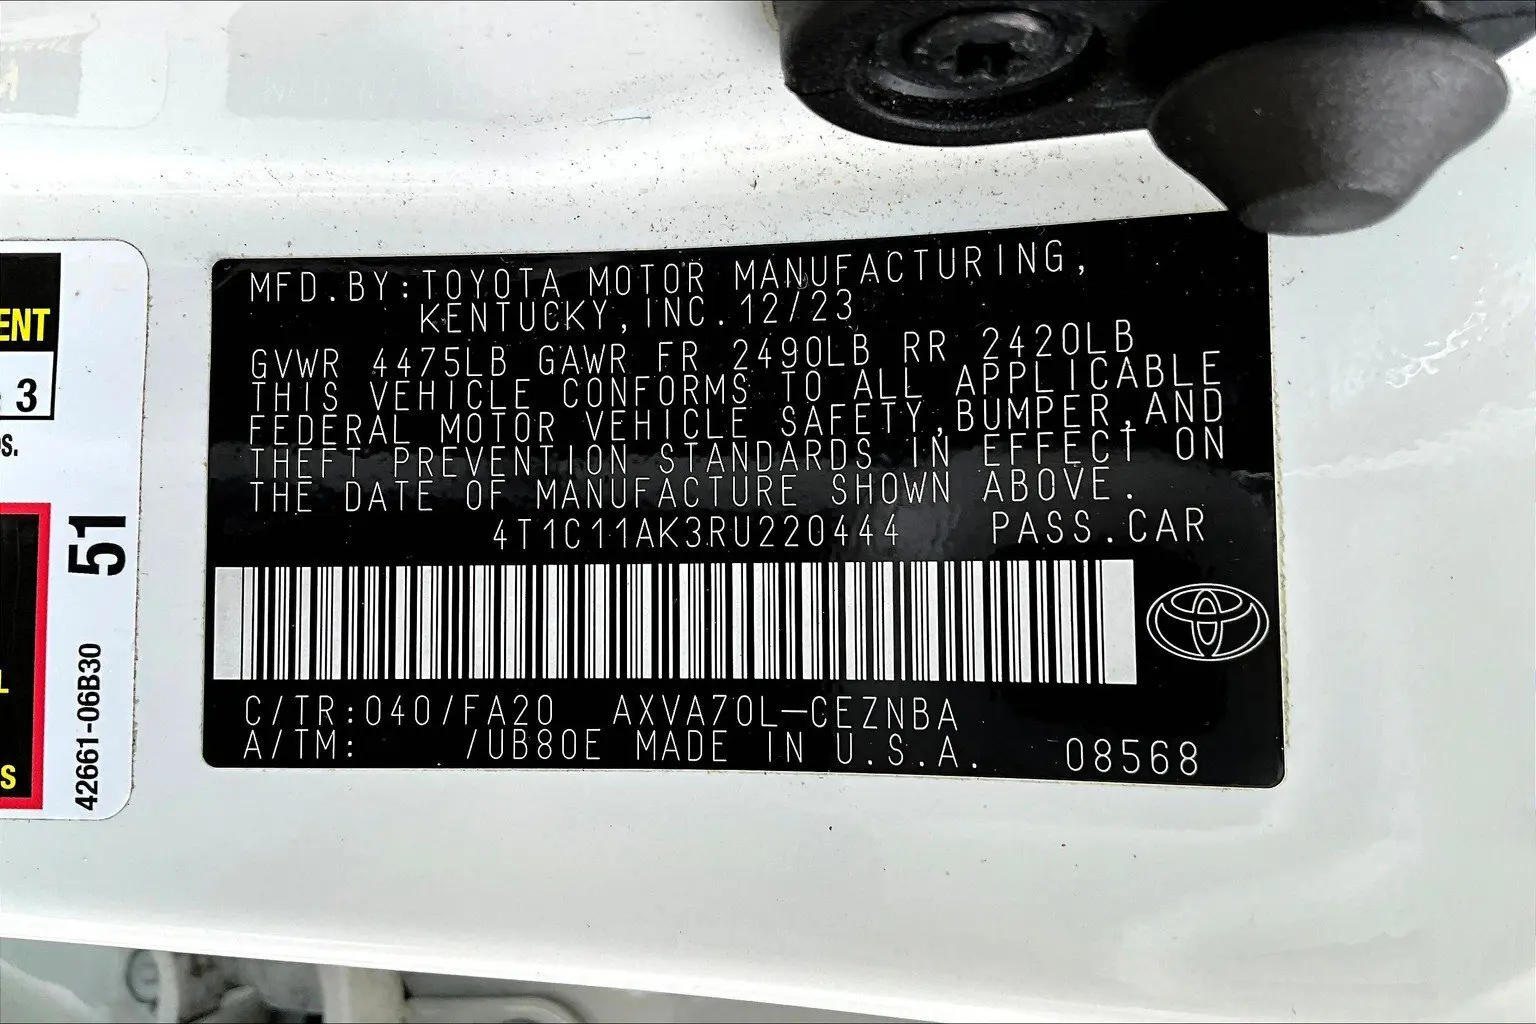 MFD.BY:TOYOTA MOTOR MANUFACTURING,
KENTUCKY,INC.12/23
GVWR 4475LB GAWR FR 2490LB RR 2420LB
THIS VEHICLE CONFORMS TO ALL APPLICABLE
FEDERAL MOTOR VEHICLE SAFETY,BUMPER,AND
THEFT PREVENTION STANDARDS IN EFFECT ON
THE DATE OF MANUFACTURE SHOWN ABOVE.
4T1C11AK3RU220444 PASS.CAR
C/TR:040/FA20 AXVA70L-CEZNBA
A/TM: /UB80E MADE IN U.S.A. 08568
ENT
3
51
42661-06B30